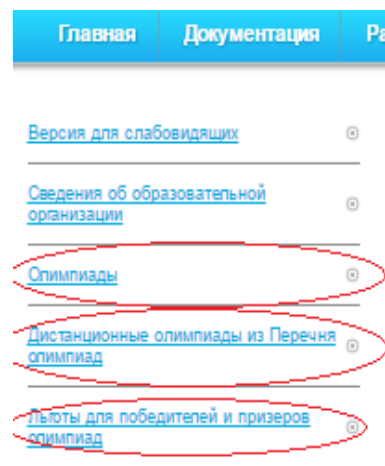 Главная Документация Ра
Версия для слабовидящих
Сведения об образовательной
организации
Олимпиады
Дистанционные олимпиады из Перечня
олимпиад
Льготы для победителей и призеров
олимпиад